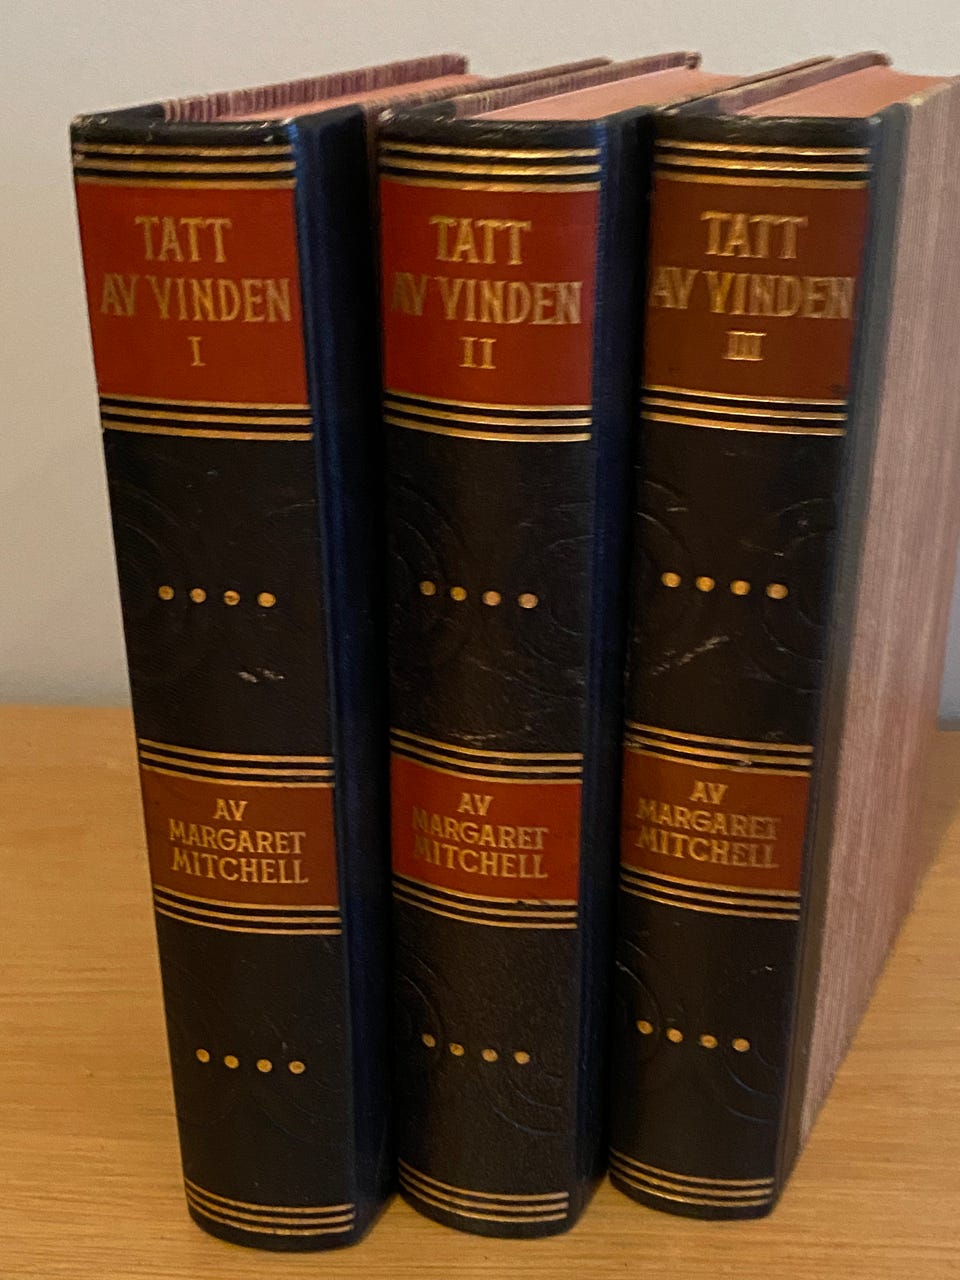 TATT
AV VINDEN
I
AV
MARGARET
MITCHELL
TATT
AV VINDEN
II
AV
MARGARET
MITCHELL
TATT
AV VINDEN
III
AV
MARGARET
MITCHELL